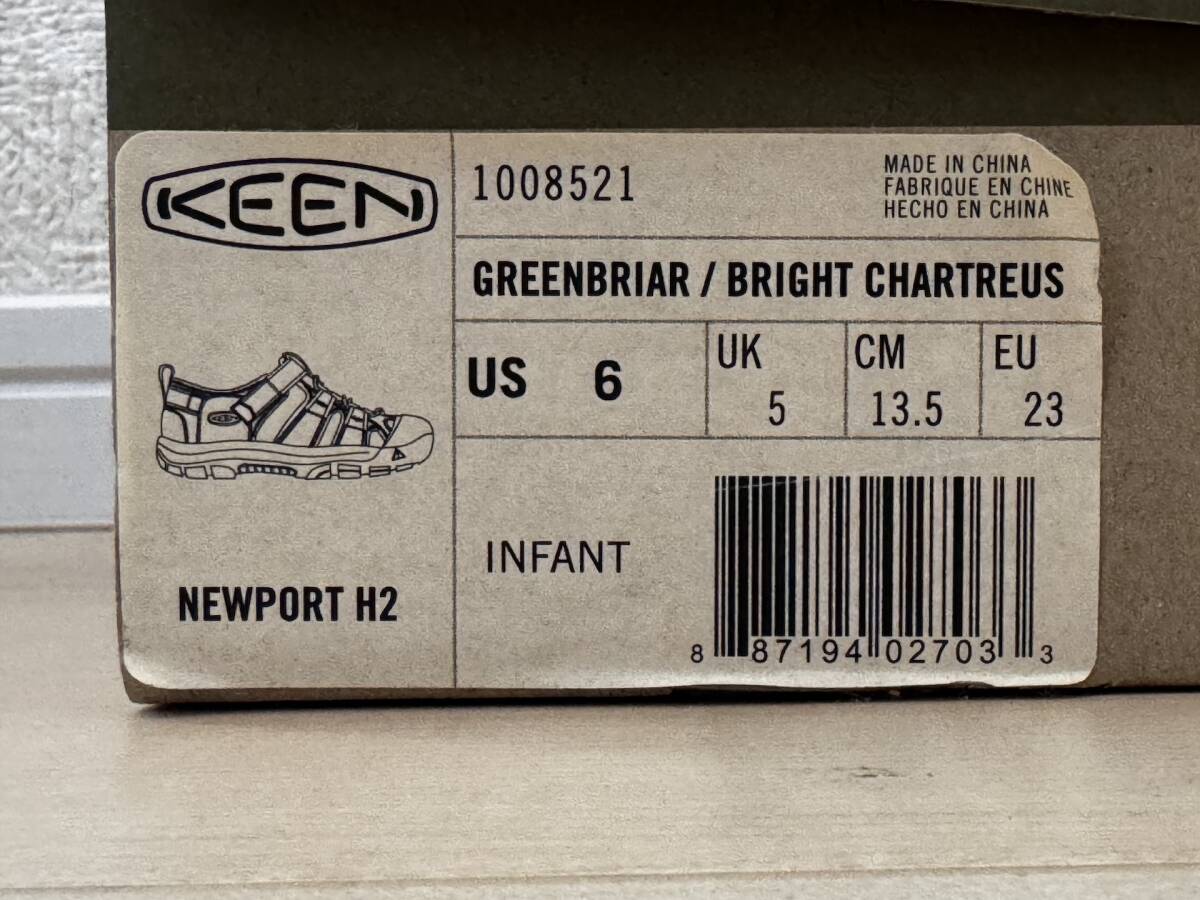 KEEN
1008521
MADE IN CHINA
FABRIQUE EN CHINE
HECHO EN CHINA
GREENBRIAR / BRIGHT CHARTREUS
US 6
UK 5
CM 13.5
EU 23
INFANT
NEWPORT H2
8 87194 02703 3